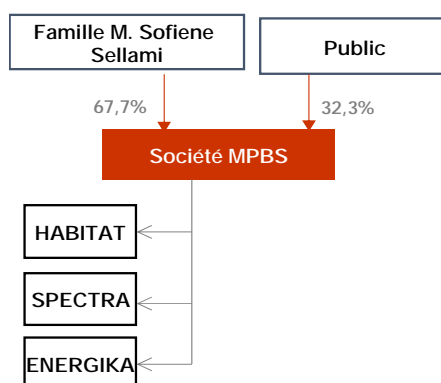 Famille M. Sofiene
Sellami
Public
67,7%
32,3%
Société MPBS
HABITAT
SPECTRA
ENERGIKA